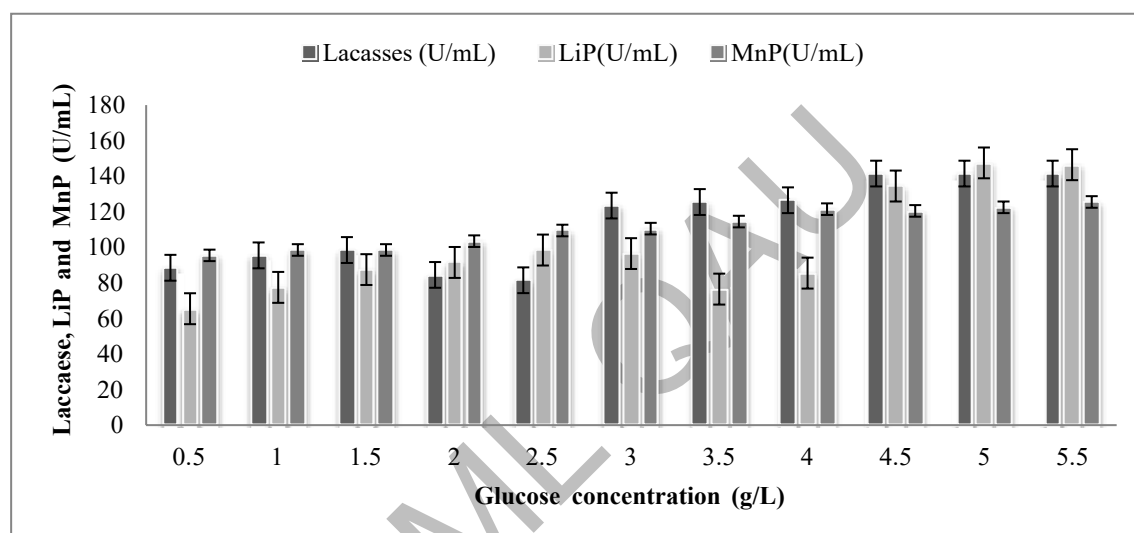 Lacasses (U/mL) LiP(U/mL) MnP(U/mL)
Laccaese, LiP and MnP (U/mL)
180
160
140
120
100
80
60
40
20
0
0.5 1 1.5 2 2.5 3 3.5 4 4.5 5 5.5
Glucose concentration (g/L)
ML QAU